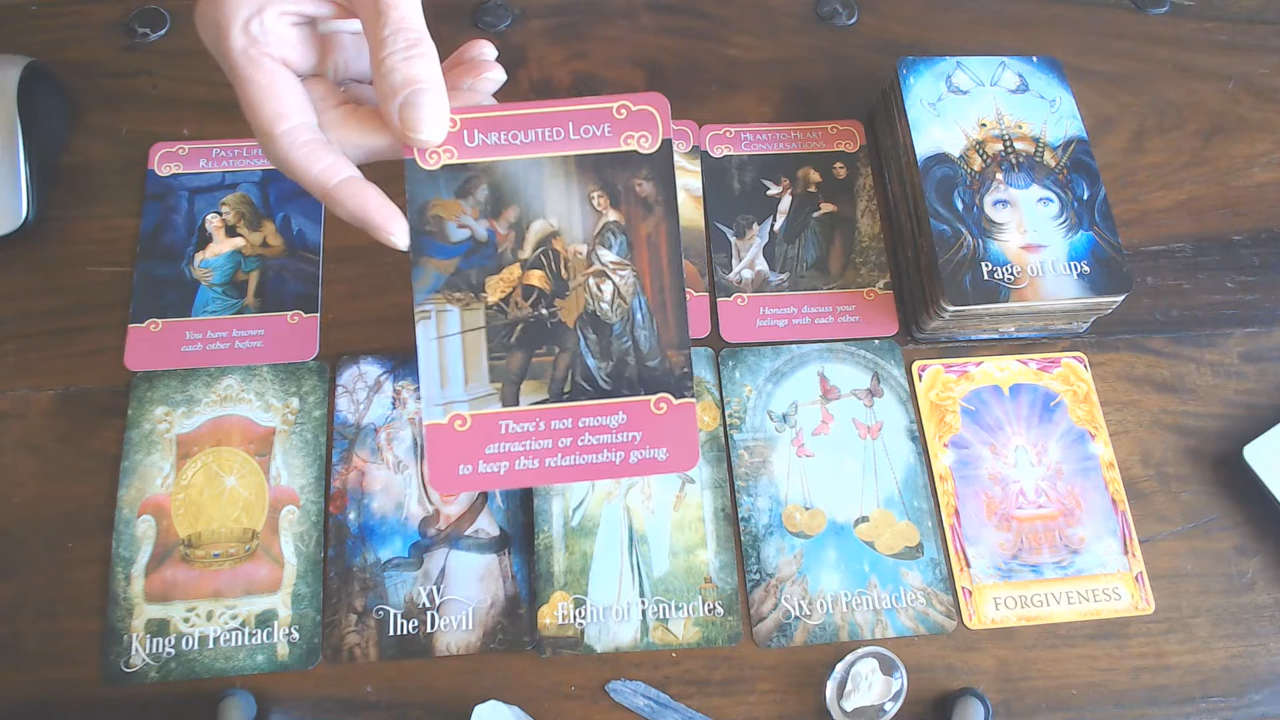 PAST-LIFE
UNREQUITED LOVE
HEART-TO-HEART
CONVERSATIONS
You have known
each other before.
There's not enough
attraction or chemistry
to keep this relationship going.
Honestly discuss your
feelings with each other.
Page of Cups
King of Pentacles
XV
The Devil
Eight of Pentacles
Six of Pentacles
FORGIVENESS